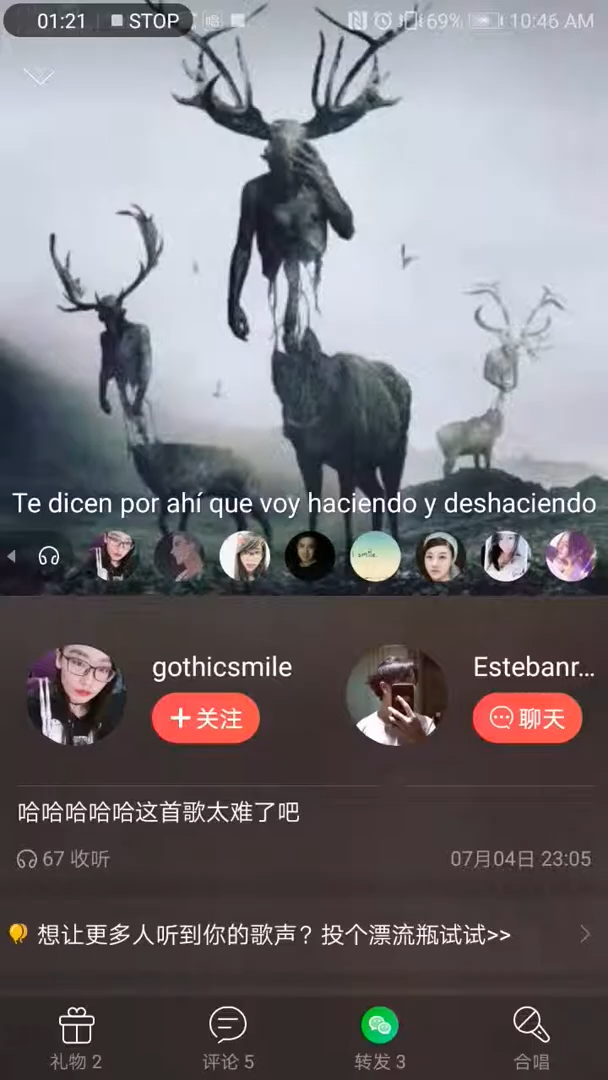 01:21 STOP 唱 69% 10:46 AM
Te dicen por ahí que voy haciendo y deshaciendo
I smile.
gothicsmile Estebanr...
+关注 聊天
哈哈哈哈哈这首歌太难了吧
67 收听 07月04日 23:05
想让更多人听到你的歌声？投个漂流瓶试试>>
礼物 2 评论 5 转发 3 合唱